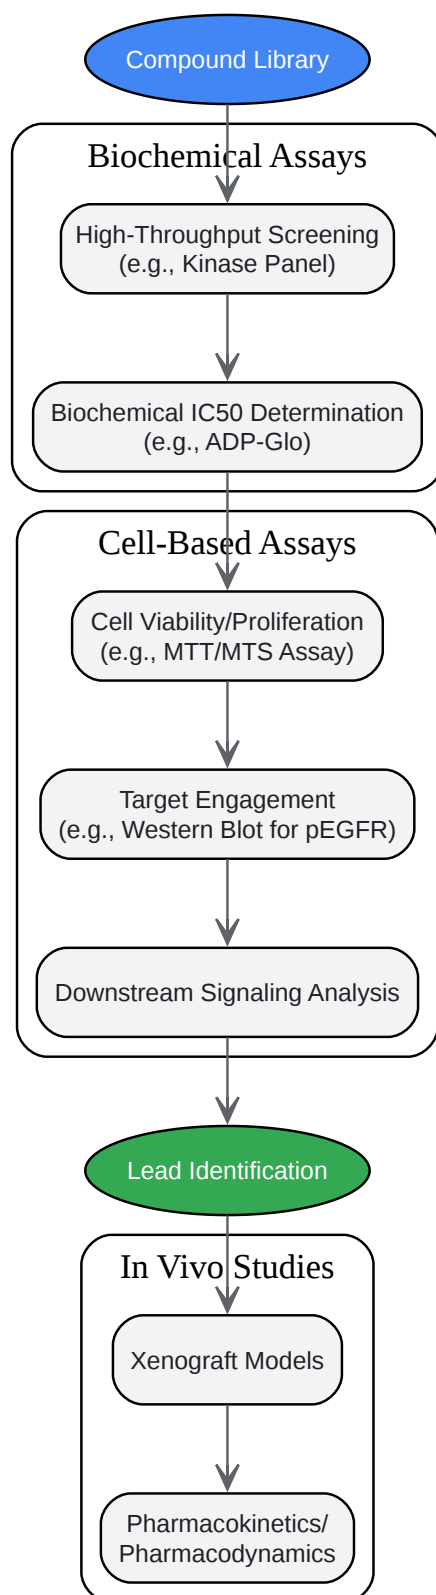 Compound Library
Biochemical Assays
High-Throughput Screening
(e.g., Kinase Panel)
Biochemical IC50 Determination
(e.g., ADP-Glo)
Cell-Based Assays
Cell Viability/Proliferation
(e.g., MTT/MTS Assay)
Target Engagement
(e.g., Western Blot for pEGFR)
Downstream Signaling Analysis
Lead Identification
In Vivo Studies
Xenograft Models
Pharmacokinetics/
Pharmacodynamics